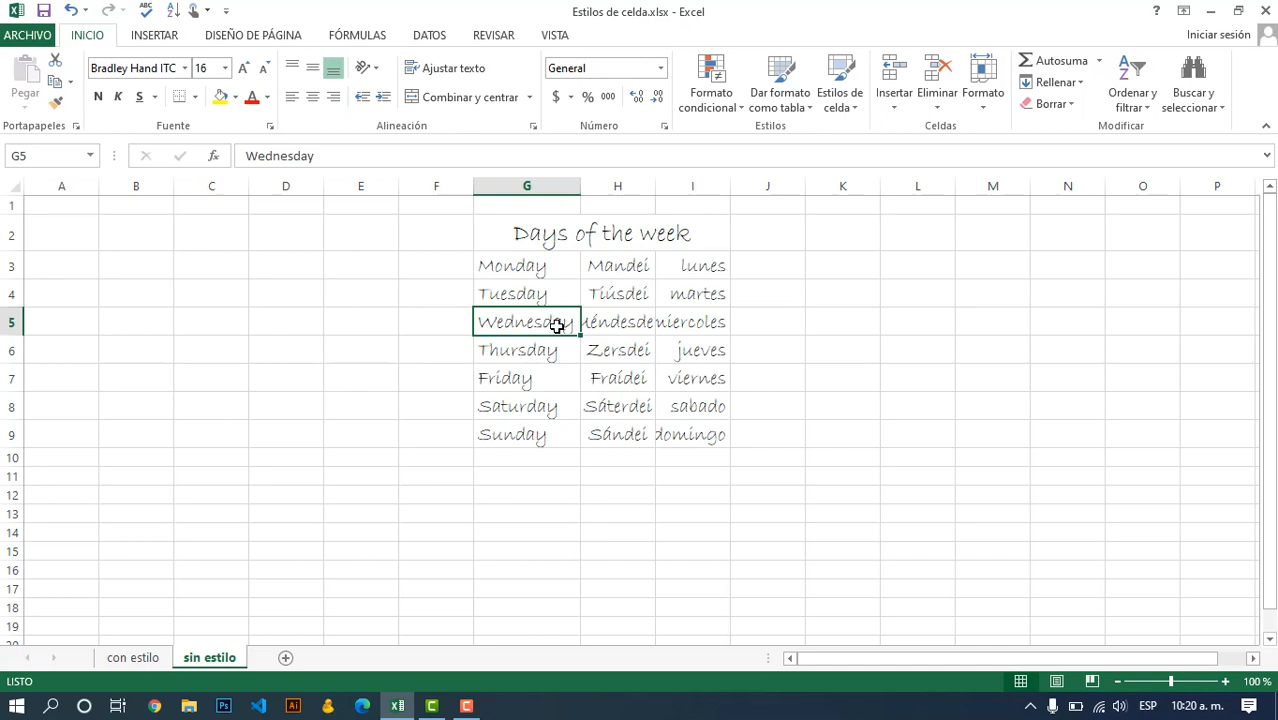 Estilos de celda.xlsx - Excel
ARCHIVO INICIO INSERTAR DISEÑO DE PÁGINA FÓRMULAS DATOS REVISAR VISTA Iniciar sesión
Pegar
Bradley Hand ITC 16
N K S
Ajustar texto
Combinar y centrar
General
$ % 000
Formato condicional
Dar formato como tabla
Estilos de celda
Insertar Eliminar Formato
Autosuma
Rellenar
Borrar
Ordenar y filtrar
Buscar y seleccionar
Portapapeles Fuente Alineación Número Estilos Celdas Modificar
G5 Wednesday
A B C D E F G H I J K L M N O P
1
2 Days of the week
3 Monday Mandei lunes
4 Tuesday Tiúsdei martes
5 Wednesday uéndesde niercoles
6 Thursday Zersdei jueves
7 Friday Fraídei viernes
8 Saturday Sáterdei sabado
9 Sunday Sándei domingo
10
11
12
13
14
15
16
17
18
19
20
con estilo sin estilo
LISTO 100 %
ESP 10:20 a. m.